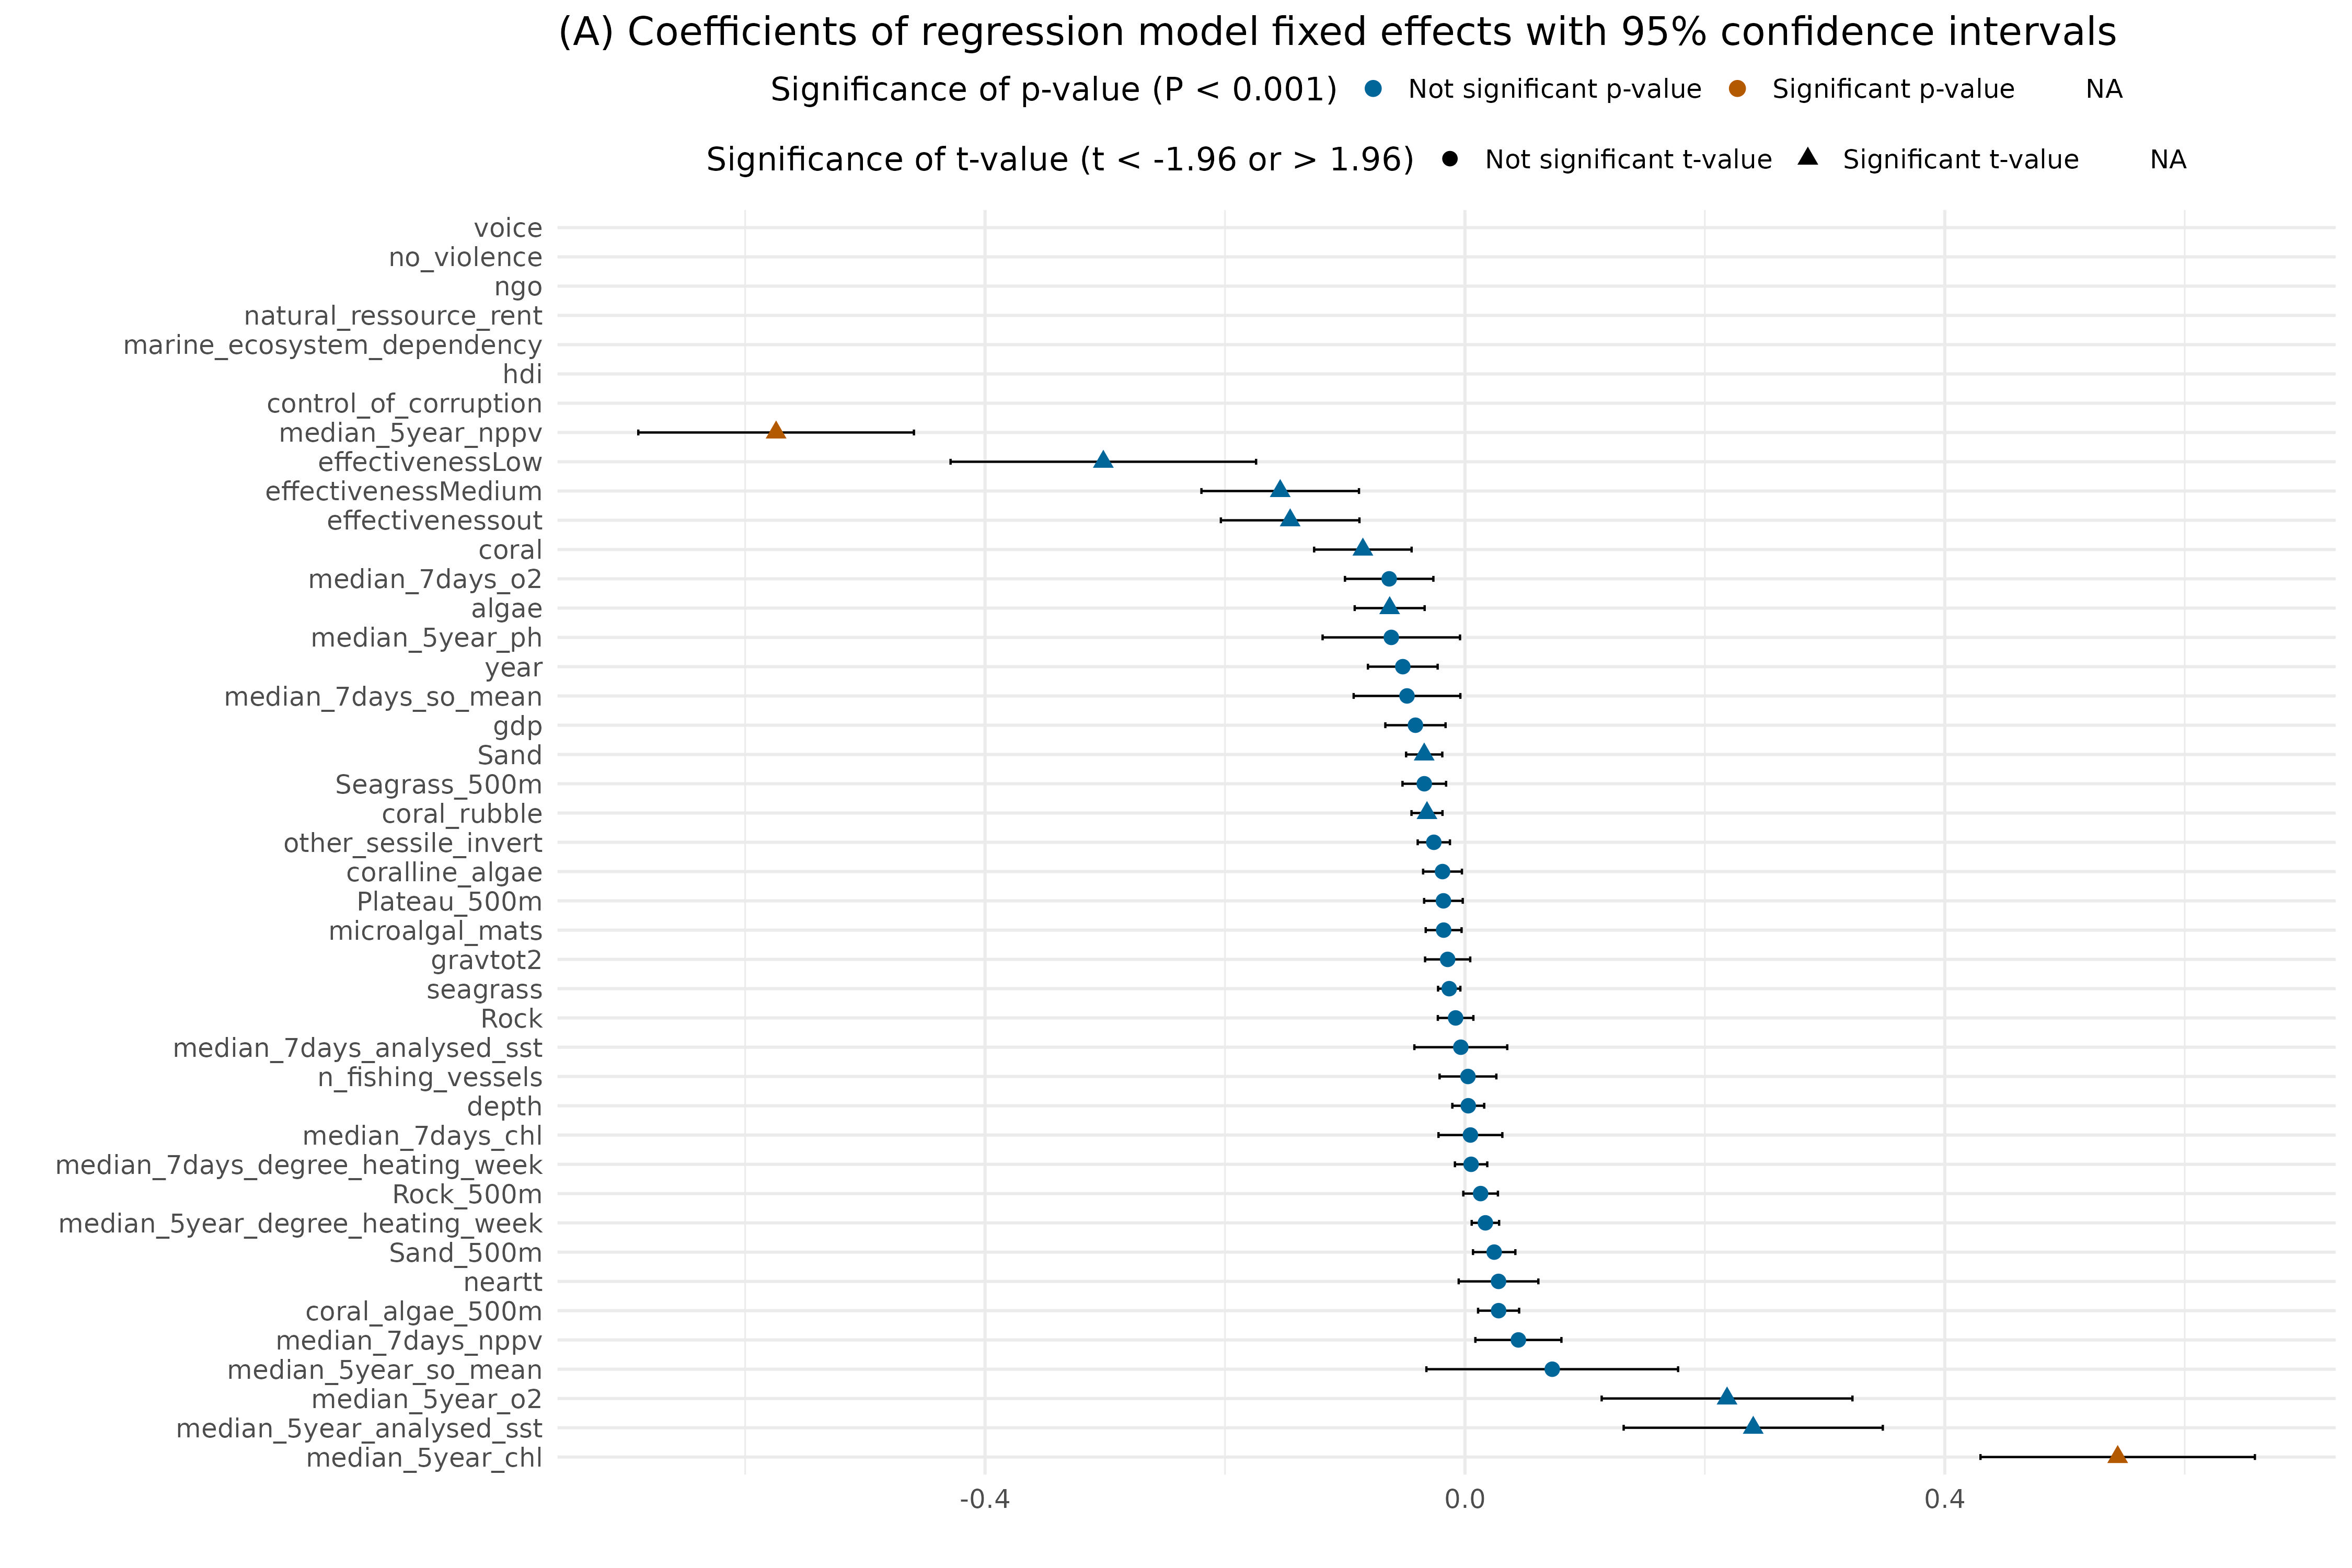 (A) Coefficients of regression model fixed effects with 95% confidence intervals
Significance of p-value (P < 0.001) Not significant p-value Significant p-value NA
Significance of t-value (t < -1.96 or > 1.96) Not significant t-value Significant t-value NA
voice
no_violence
ngo
natural_ressource_rent
marine_ecosystem_dependency
hdi
control_of_corruption
median_5year_nppv
effectivenessLow
effectivenessMedium
effectivenessout
coral
median_7days_o2
algae
median_5year_ph
year
median_7days_so_mean
gdp
Sand
Seagrass_500m
coral_rubble
other_sessile_invert
coralline_algae
Plateau_500m
microalgal_mats
gravtot2
seagrass
Rock
median_7days_analysed_sst
n_fishing_vessels
depth
median_7days_chl
median_7days_degree_heating_week
Rock_500m
median_5year_degree_heating_week
Sand_500m
neartt
coral_algae_500m
median_7days_nppv
median_5year_so_mean
median_5year_o2
median_5year_analysed_sst
median_5year_chl
-0.4 0.0 0.4